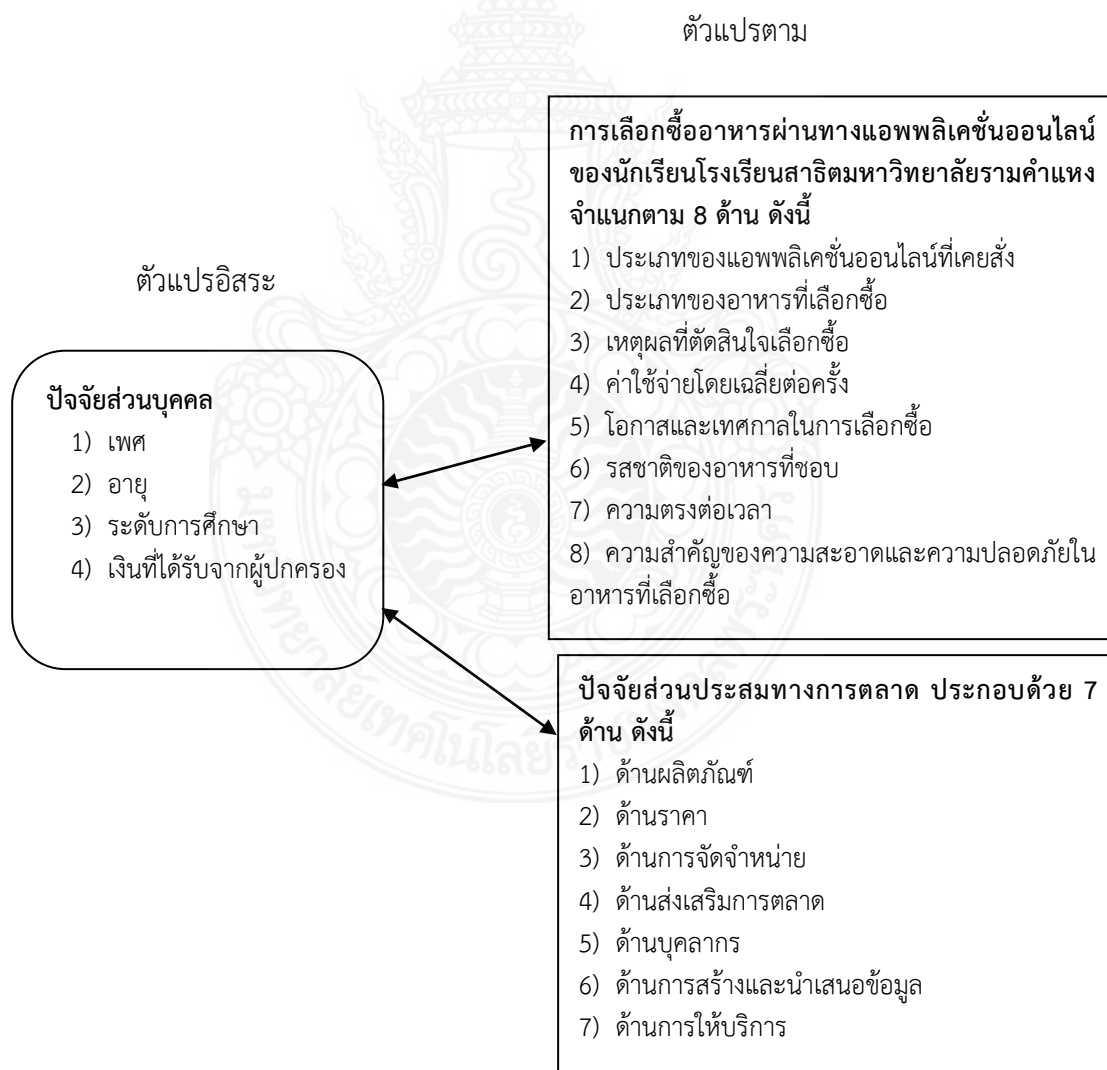 ตัวแปรตาม
การเลือกซื้ออาหารผ่านทางแอพพลิเคชั่นออนไลน์
ของนักเรียนโรงเรียนสาธิตมหาวิทยาลัยรามคำแหง
จำแนกตาม 8 ด้าน ดังนี้
1) ประเภทของแอพพลิเคชั่นออนไลน์ที่เคยสั่ง
2) ประเภทของอาหารที่เลือกซื้อ
3) เหตุผลที่ตัดสินใจเลือกซื้อ
4) ค่าใช้จ่ายโดยเฉลี่ยต่อครั้ง
5) โอกาสและเทศกาลในการเลือกซื้อ
6) รสชาติของอาหารที่ชอบ
7) ความตรงต่อเวลา
8) ความสำคัญของความสะอาดและความปลอดภัยใน
อาหารที่เลือกซื้อ
ตัวแปรอิสระ
ปัจจัยส่วนบุคคล
1) เพศ
2) อายุ
3) ระดับการศึกษา
4) เงินที่ได้รับจากผู้ปกครอง
ปัจจัยส่วนประสมทางการตลาด ประกอบด้วย 7
ด้าน ดังนี้
1) ด้านผลิตภัณฑ์
2) ด้านราคา
3) ด้านการจัดจำหน่าย
4) ด้านส่งเสริมการตลาด
5) ด้านบุคลากร
6) ด้านการสร้างและนำเสนอข้อมูล
7) ด้านการให้บริการ